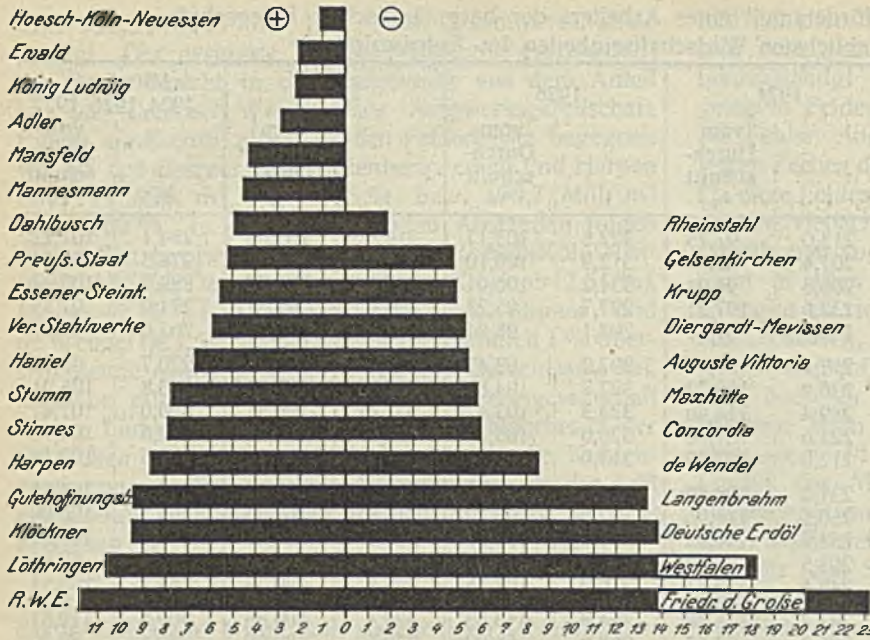 Hoesch-Köln-Neuessen + −
Ewald
König Ludwig
Adler
Mansfeld
Mannesmann
Dahlbusch Rheinstahl
Preuß. Staat Gelsenkirchen
Essener Steink. Krupp
Ver. Stahlwerke Diergardt-Mevissen
Haniel Auguste Viktoria
Stumm Maxhütte
Stinnes Concordia
Harpen de Wendel
Gutehoffnungsh. Langenbrahm
Klöckner Deutsche Erdöl
Lothringen Westfalen
R.W.E. Friedr. d. Große
11 10 9 8 7 6 5 4 3 2 1 0 1 2 3 4 5 6 7 8 9 10 11 12 13 14 15 16 17 18 19 20 21 22 23